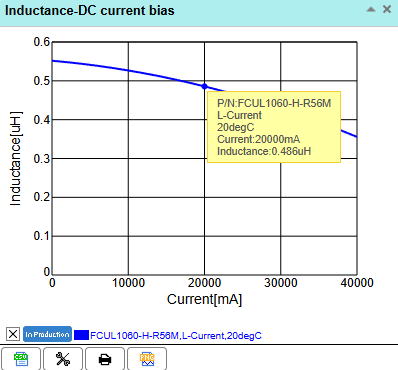 Inductance-DC current bias
0.6
0.5
0.4
0.3
0.2
0.1
0
Inductance[uH]
P/N:FCUL1060-H-R56M
L-Current
20degC
Current:20000mA
Inductance:0.486uH
0 10000 20000 30000 40000
Current[mA]
In Production FCUL1060-H-R56M,L-Current,20degC